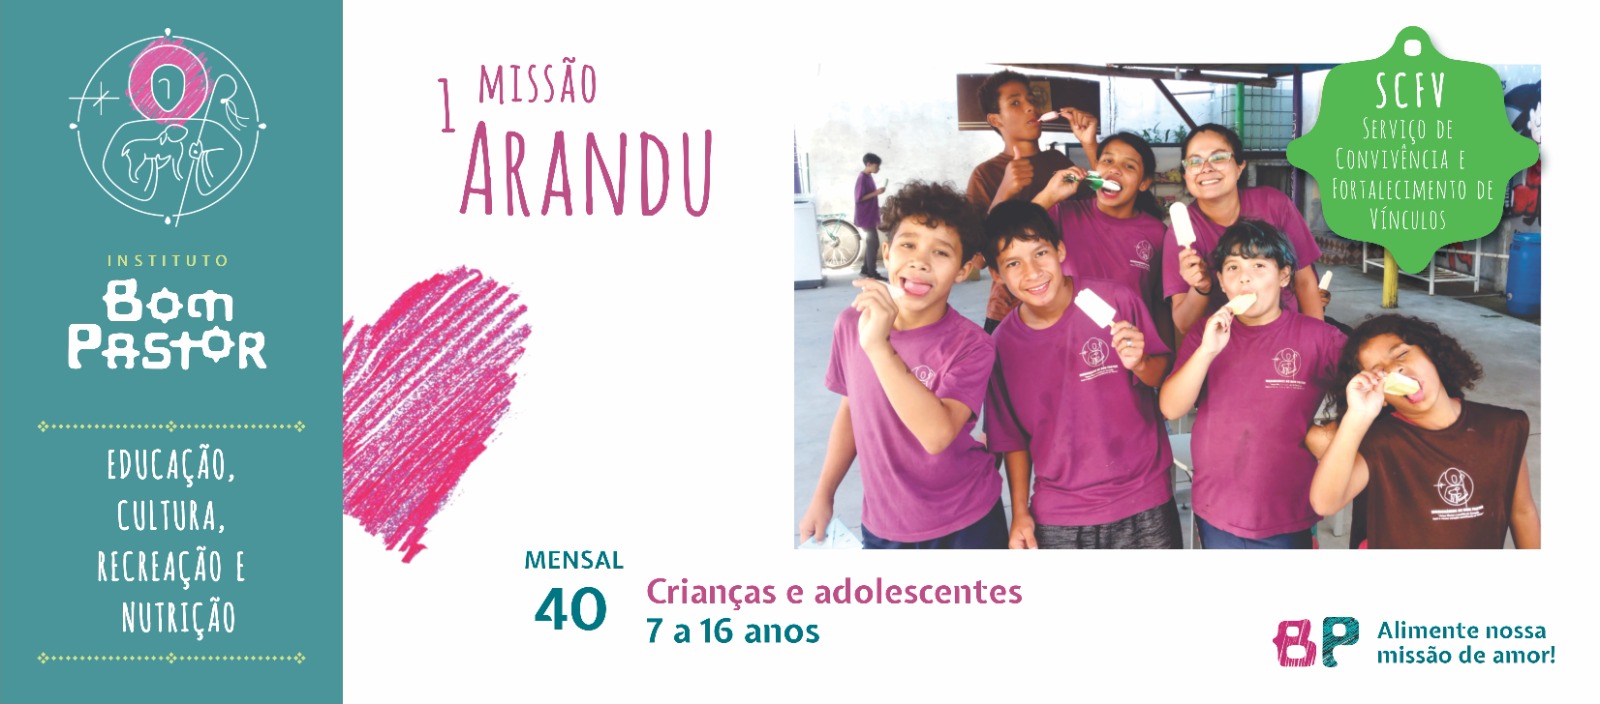 INSTITUTO
BOM
PASTOR
EDUCAÇÃO,
CULTURA,
RECREAÇÃO E
NUTRIÇÃO
1 MISSÃO
ARANDU
SCFV
SERVIÇO DE
CONVIVÊNCIA E
FORTALECIMENTO DE
VÍNCULOS
MENSAL
40
Crianças e adolescentes
7 a 16 anos
BP
Alimente nossa
missão de amor!